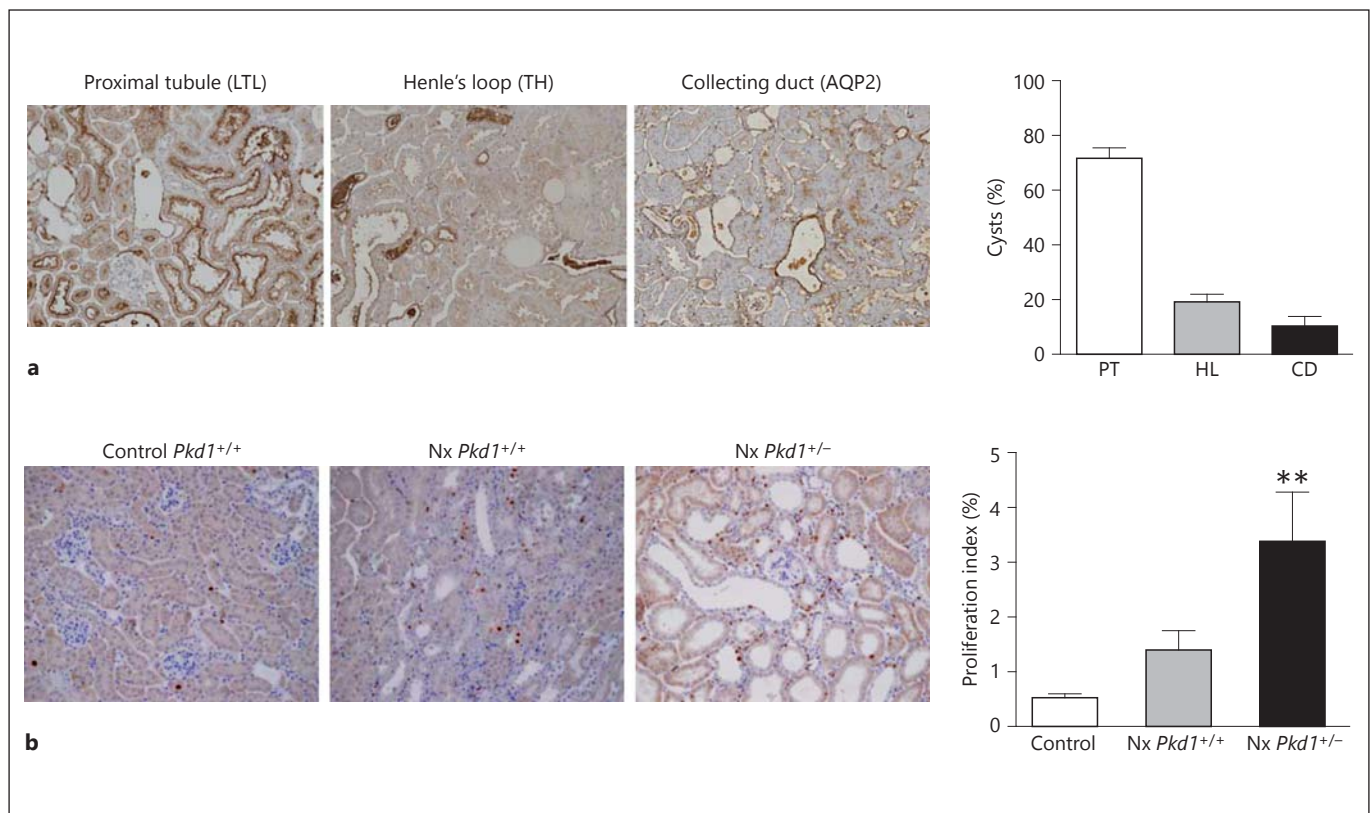 Proximal tubule (LTL)
Henle's loop (TH)
Collecting duct (AQP2)
100
80
60
40
20
0
Cysts (%)
PT
HL
CD
a
Control Pkd1+/+
Nx Pkd1+/+
Nx Pkd1+/–
5
4
3
2
1
0
Proliferation index (%)
**
Control
Nx Pkd1+/+
Nx Pkd1+/–
b